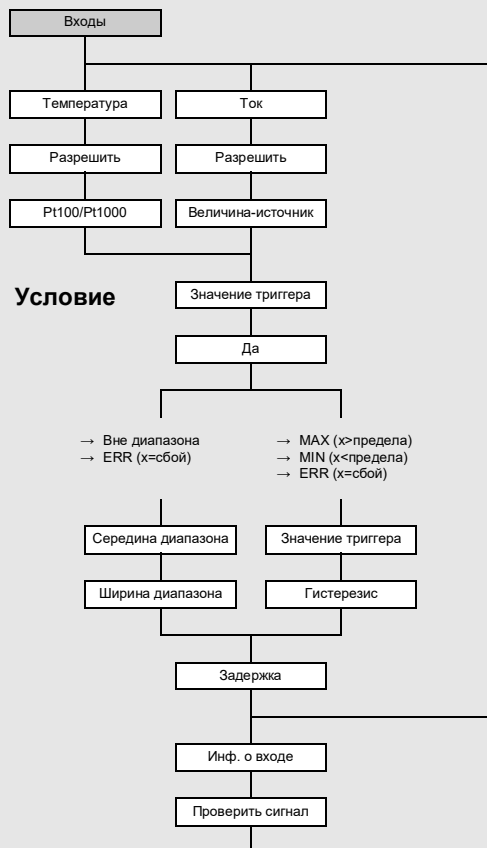 Входы
Температура
Ток
Разрешить
Разрешить
Pt100/Pt1000
Величина-источник
Условие
Значение триггера
Да
→ Вне диапазона
→ ERR (x=сбой)
→ MAX (x>предела)
→ MIN (x<предела)
→ ERR (x=сбой)
Середина диапазона
Значение триггера
Ширина диапазона
Гистерезис
Задержка
Инф. о входе
Проверить сигнал